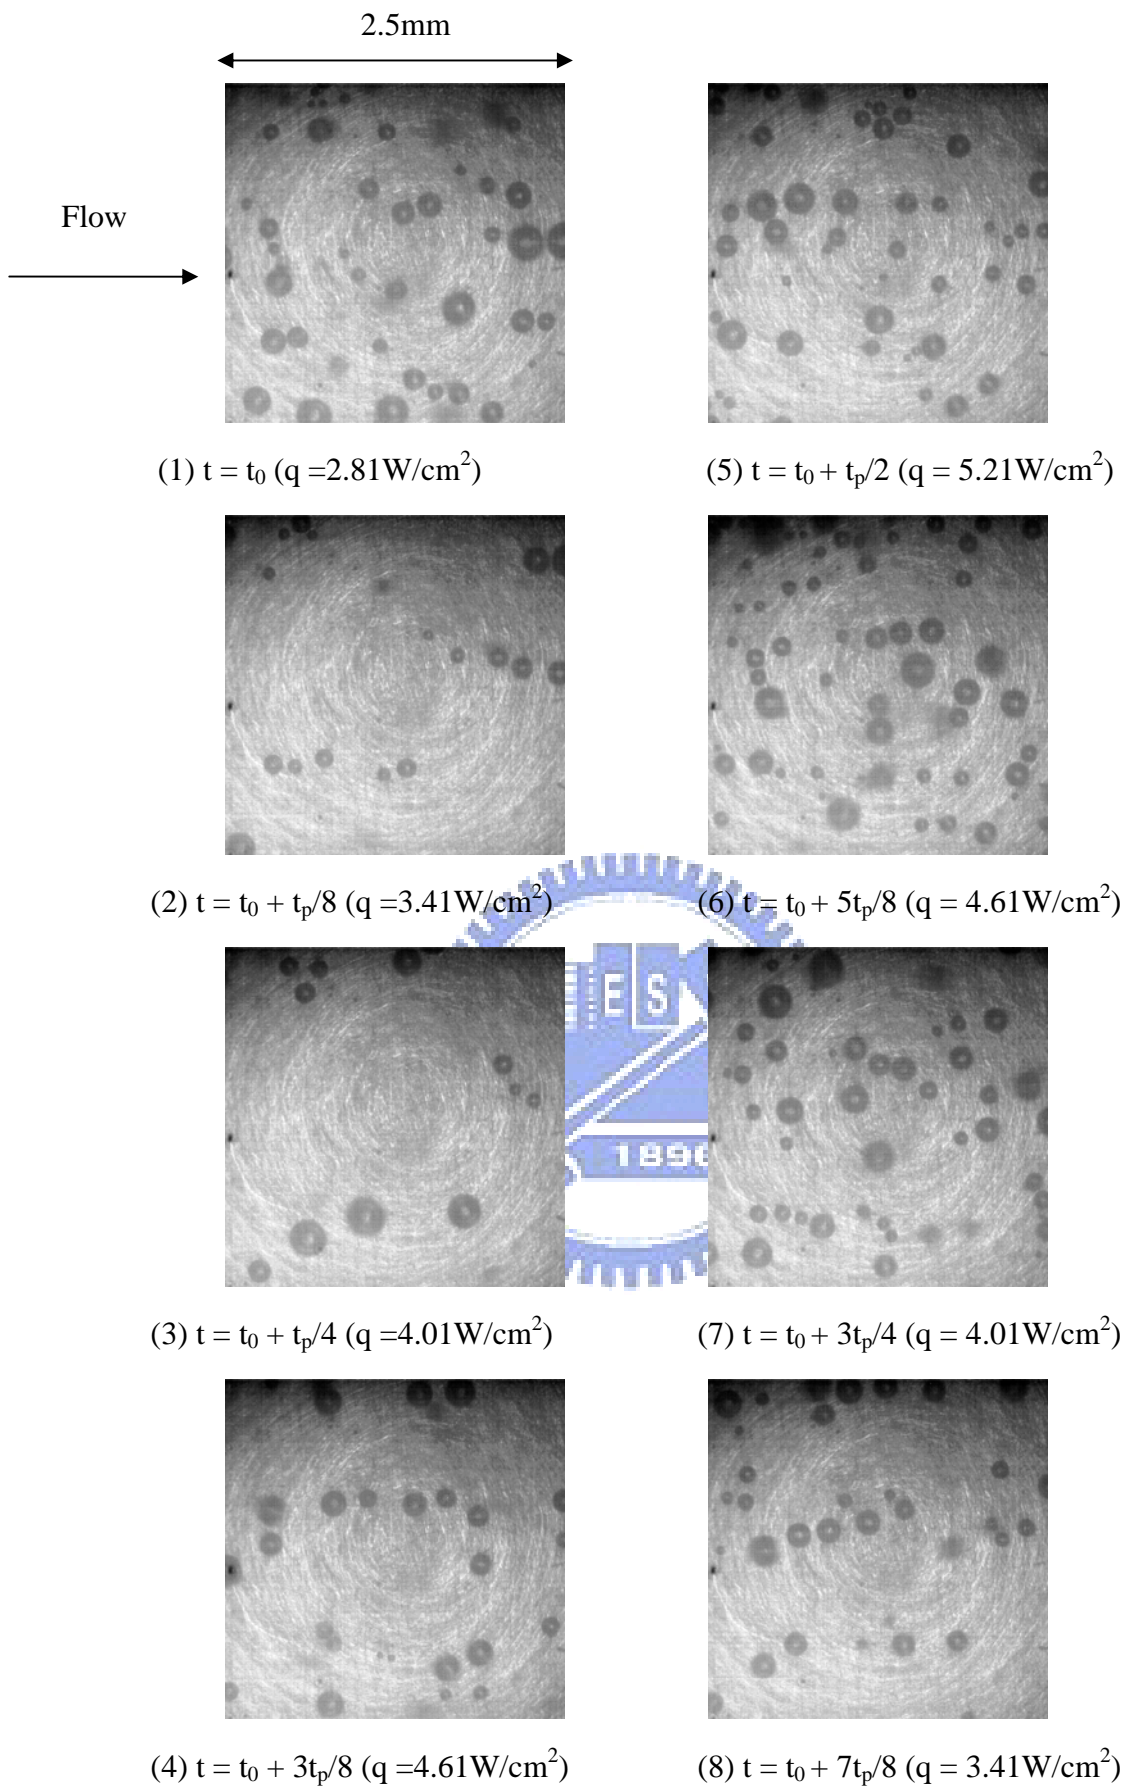 2.5mm
Flow
(1) t = t₀ (q =2.81W/cm²)
(5) t = t₀ + tₚ/2 (q = 5.21W/cm²)
(2) t = t₀ + tₚ/8 (q =3.41W/cm²)
(6) t = t₀ + 5tₚ/8 (q = 4.61W/cm²)
E S
1896
(3) t = t₀ + tₚ/4 (q =4.01W/cm²)
(7) t = t₀ + 3tₚ/4 (q = 4.01W/cm²)
(4) t = t₀ + 3tₚ/8 (q =4.61W/cm²)
(8) t = t₀ + 7tₚ/8 (q = 3.41W/cm²)